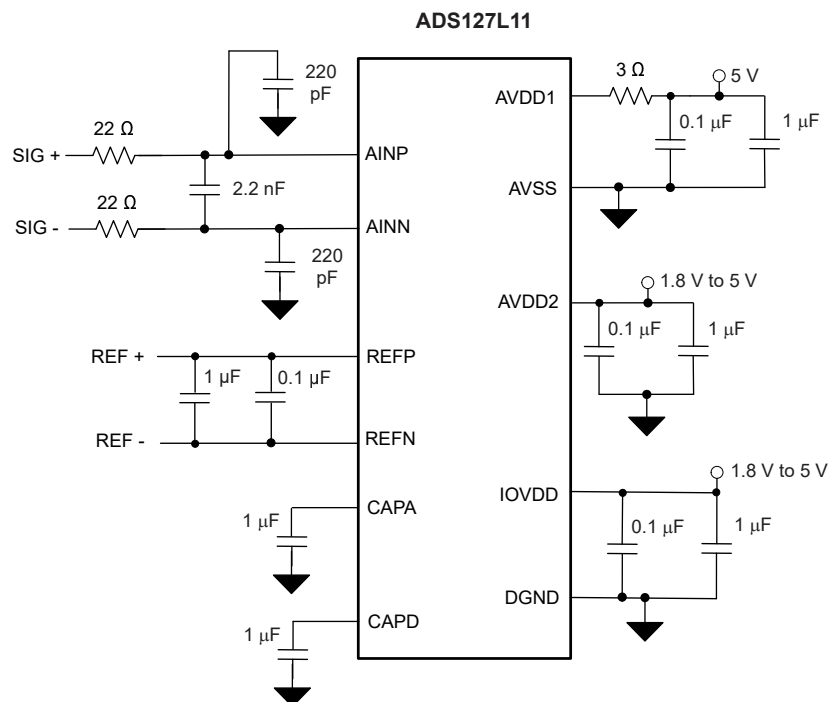 ADS127L11
220
pF
3 Ω
5 V
AVDD1
0.1 μF
1 μF
22 Ω
SIG +
AINP
2.2 nF
AVSS
22 Ω
SIG -
AINN
220
pF
1.8 V to 5 V
AVDD2
0.1 μF
1 μF
REF +
REFP
1 μF
0.1 μF
REF -
REFN
1.8 V to 5 V
IOVDD
CAPA
1 μF
0.1 μF
1 μF
DGND
CAPD
1 μF